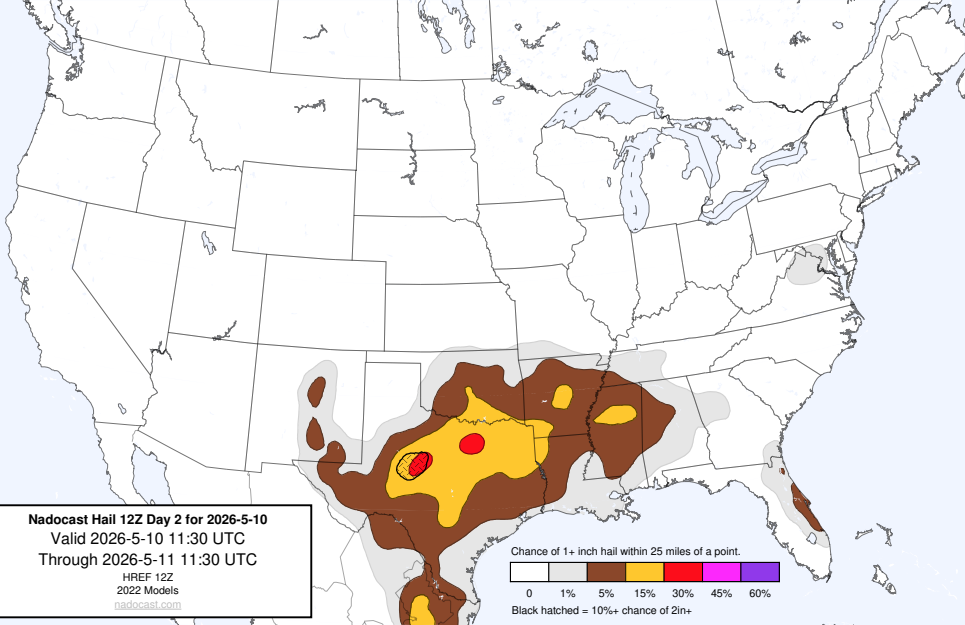 Nadocast Hail 12Z Day 2 for 2026-5-10
Valid 2026-5-10 11:30 UTC
Through 2026-5-11 11:30 UTC
HREF 12Z
2022 Models
nadocast.com
Chance of 1+ inch hail within 25 miles of a point.
0 1% 5% 15% 30% 45% 60%
Black hatched = 10%+ chance of 2in+